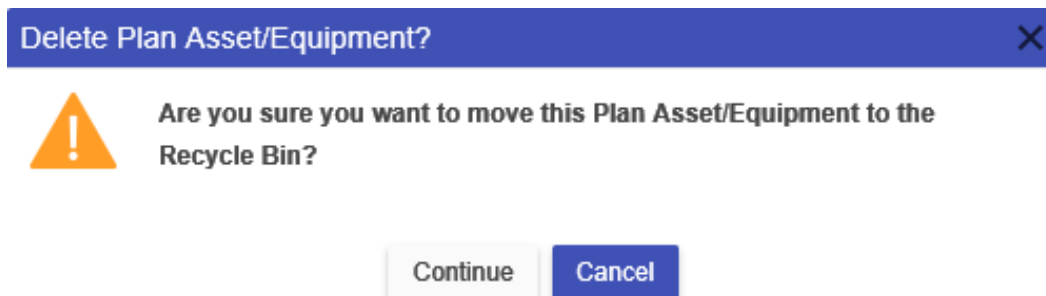 Delete Plan Asset/Equipment?
Are you sure you want to move this Plan Asset/Equipment to the
Recycle Bin?
Continue Cancel